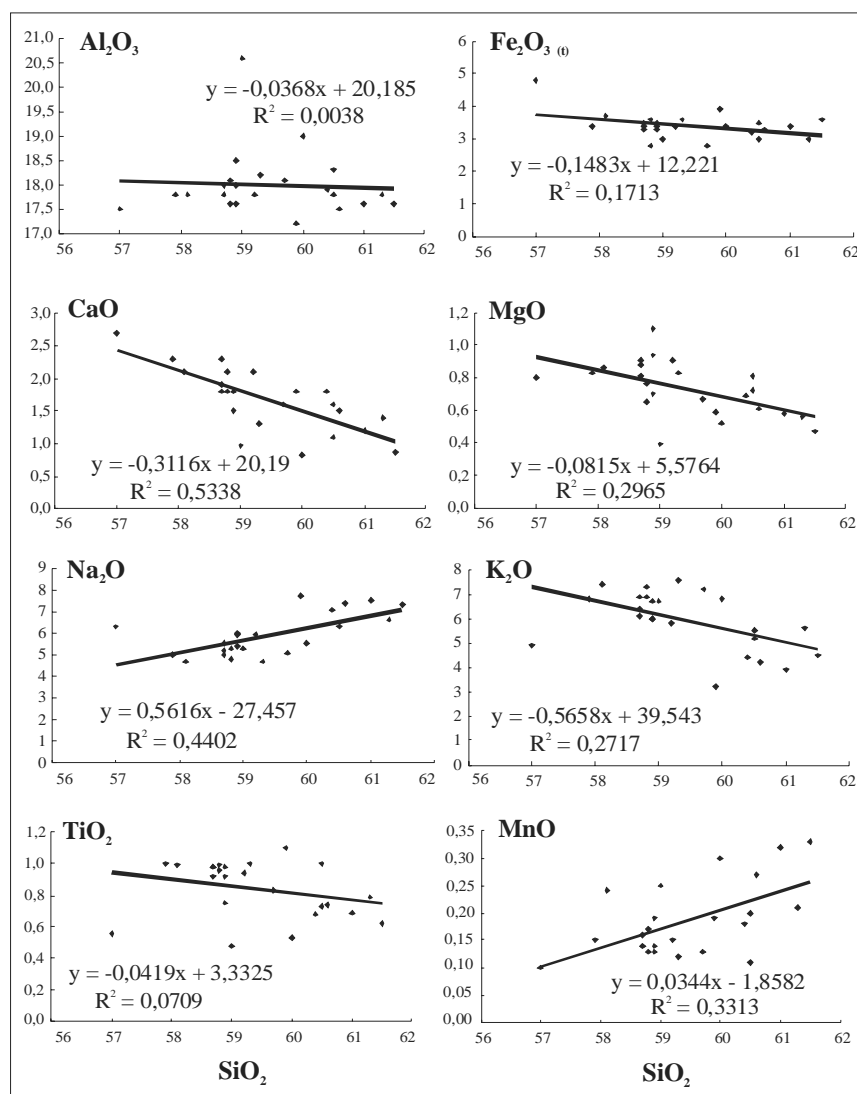 Al₂O₃
21,0
20,5
20,0
19,5
19,0
18,5
18,0
17,5
17,0
y = -0,0368x + 20,185
R² = 0,0038
56 57 58 59 60 61 62
Fe₂O₃ (t)
6
5
4
3
2
1
0
y = -0,1483x + 12,221
R² = 0,1713
56 57 58 59 60 61 62
CaO
3,0
2,5
2,0
1,5
1,0
0,5
0,0
y = -0,3116x + 20,19
R² = 0,5338
56 57 58 59 60 61 62
MgO
1,2
1,0
0,8
0,6
0,4
0,2
0,0
y = -0,0815x + 5,5764
R² = 0,2965
56 57 58 59 60 61 62
Na₂O
9
8
7
6
5
4
3
2
1
0
y = 0,5616x - 27,457
R² = 0,4402
56 57 58 59 60 61 62
K₂O
8
7
6
5
4
3
2
1
0
y = -0,5658x + 39,543
R² = 0,2717
56 57 58 59 60 61 62
TiO₂
1,2
1,0
0,8
0,6
0,4
0,2
0,0
y = -0,0419x + 3,3325
R² = 0,0709
56 57 58 59 60 61 62
SiO₂
MnO
0,35
0,30
0,25
0,20
0,15
0,10
0,05
0,00
y = 0,0344x - 1,8582
R² = 0,3313
56 57 58 59 60 61 62
SiO₂